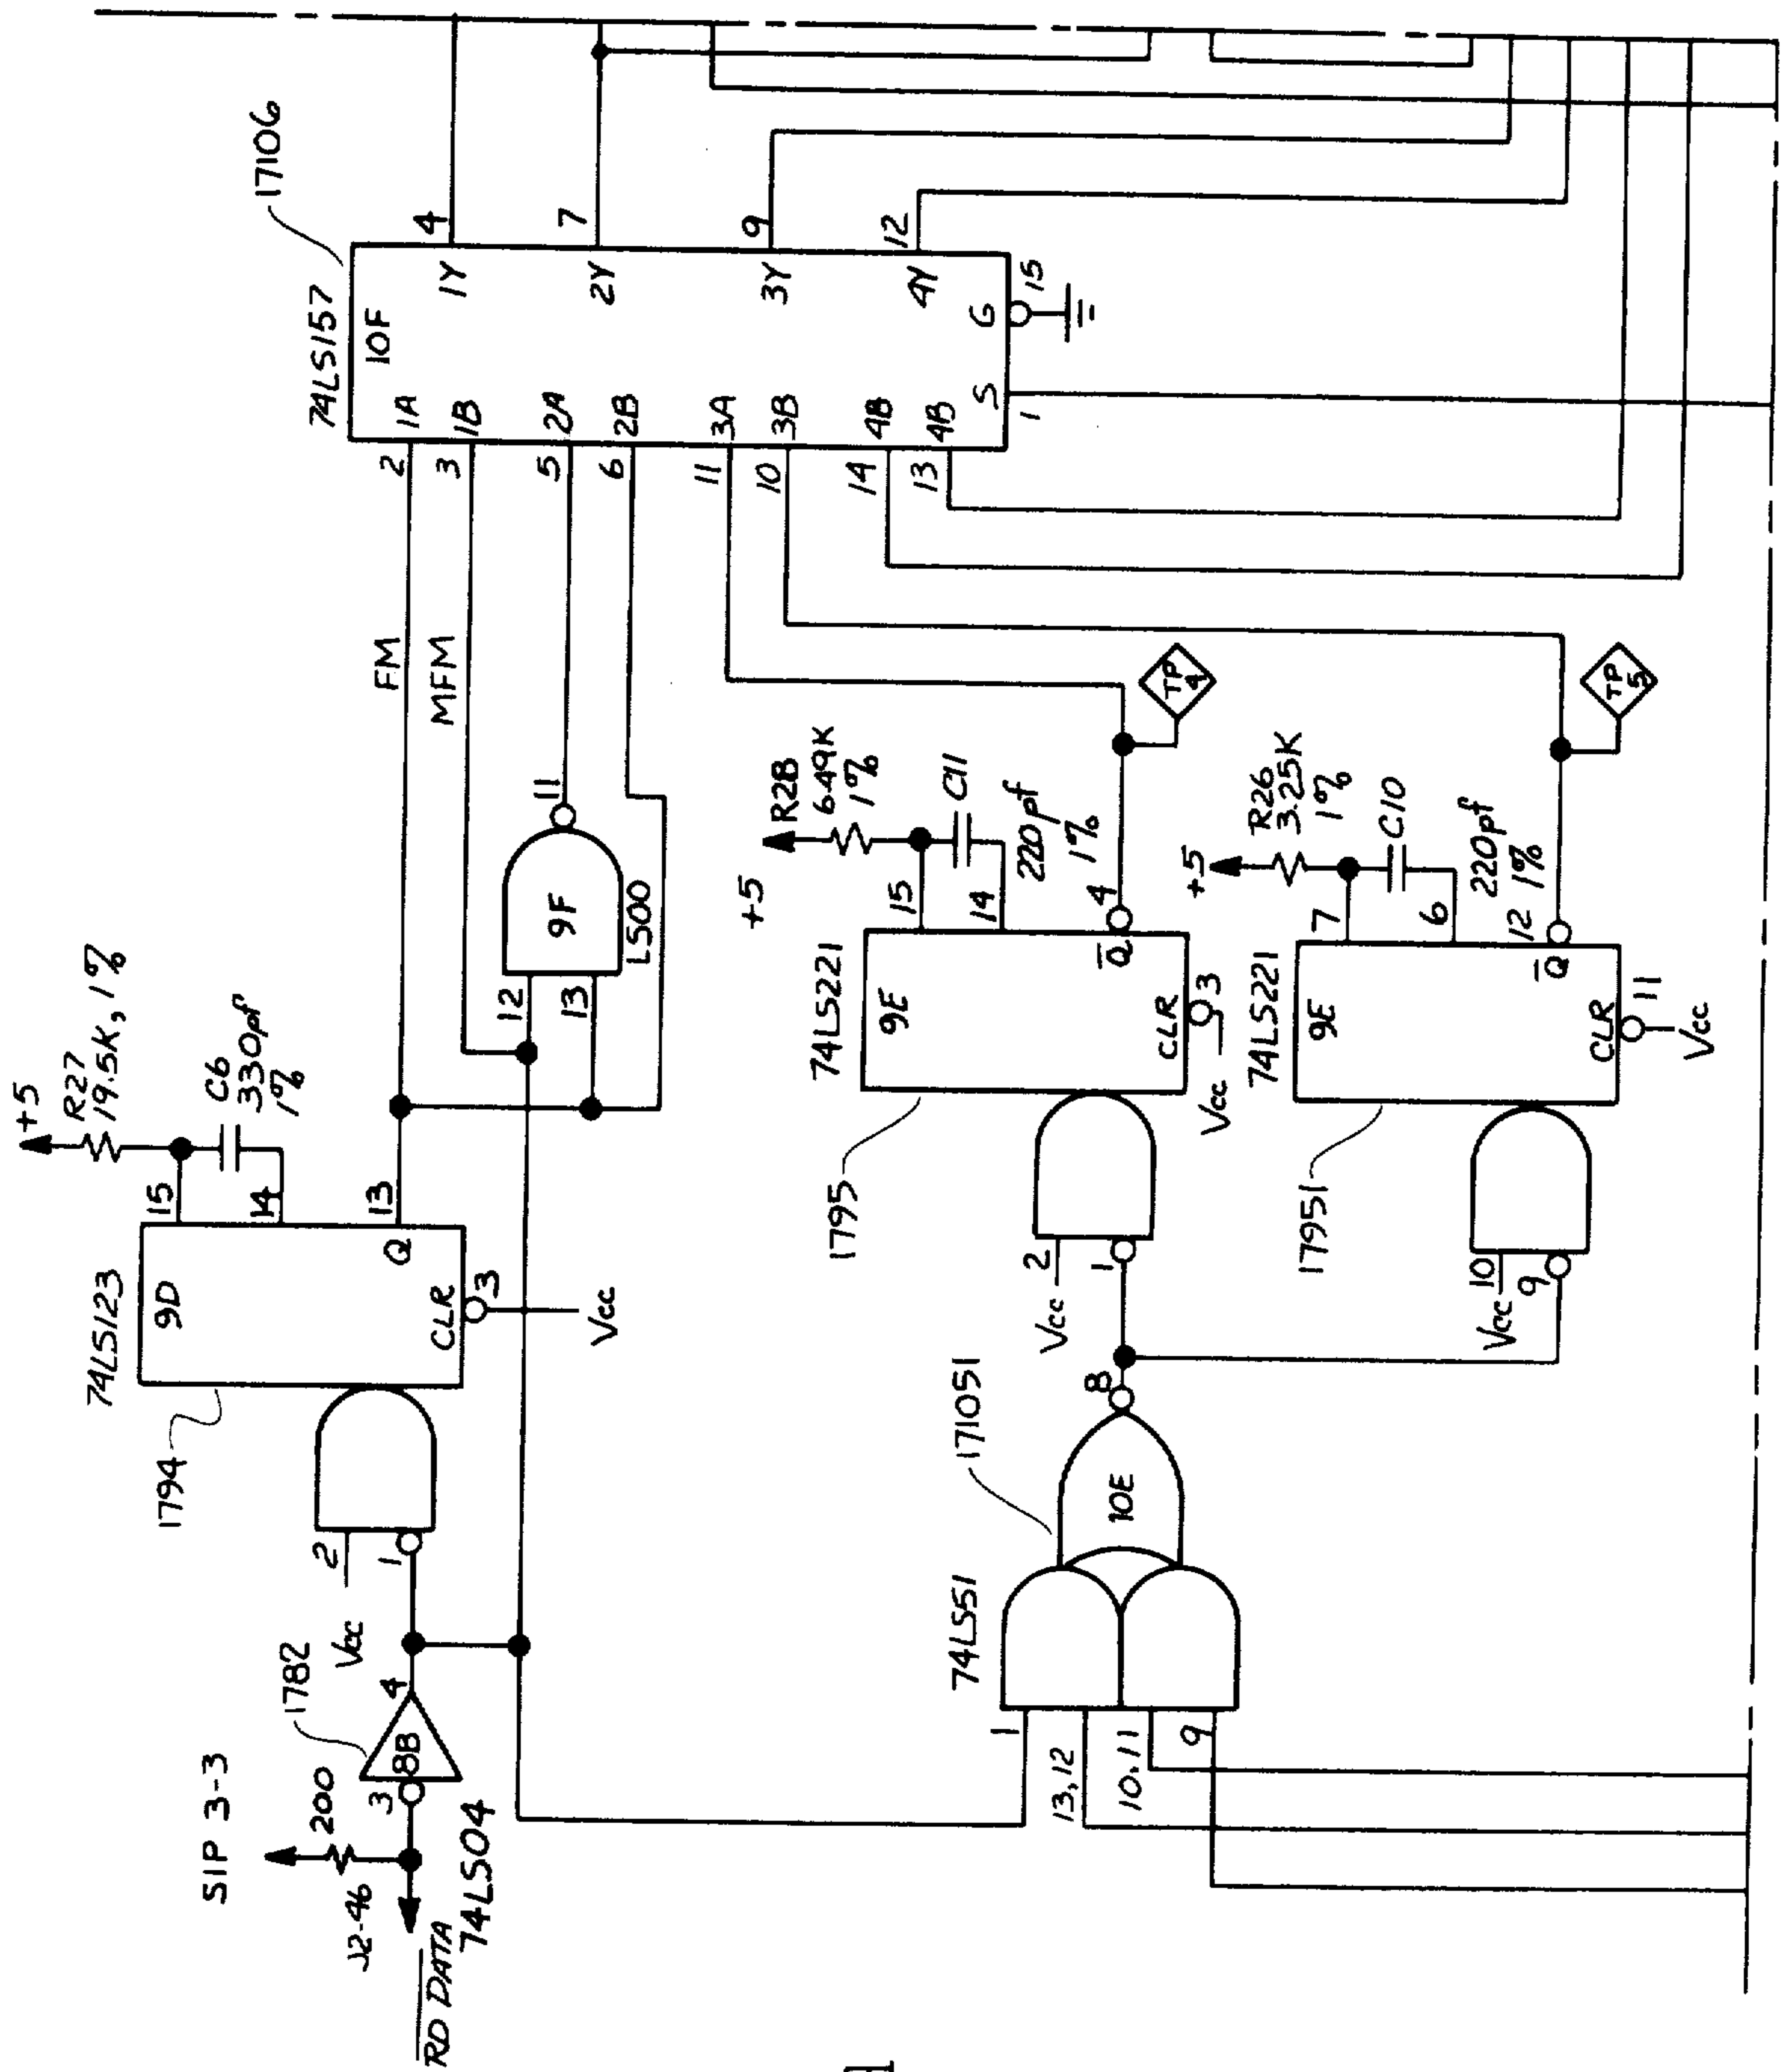 +5
R27
19.5K, 1%
C6
330pf
1%
74LS123
1794
9D
15
14
13
Q
CLR
3
Vcc
2
1
Vcc
SIP 3-3
200
1782
J2-46
3
8B
4
RD DATA
74LS04
FM
MFM
12
13
9F
11
LS00
74LS157
17106
10F
2
1A
3
1B
5
2A
6
2B
11
3A
10
3B
14
4B
13
4B
S
1
G
15
1Y
4
2Y
7
3Y
9
4Y
12
+5
R28
6.49K
1%
C11
220pf
1%
74LS221
1795
9E
15
14
Q
4
CLR
3
Vcc
Vcc
2
1
TP
4
+5
R26
3.25K
1%
C10
220pf
1%
74LS221
17951
9E
7
6
12
Q
CLR
11
Vcc
Vcc
10
9
TP
5
74LS51
171051
10E
8
1
13,12
10,11
9